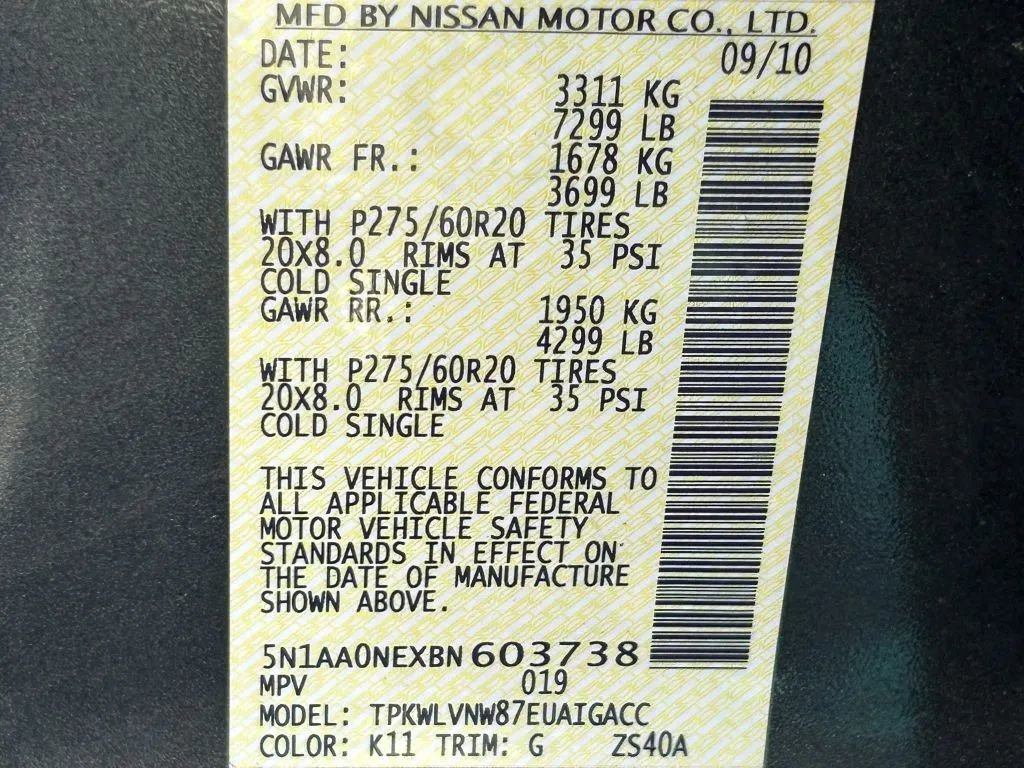 MFD BY NISSAN MOTOR CO., LTD.
DATE: 09/10
GVWR: 3311 KG
7299 LB
GAWR FR.: 1678 KG
3699 LB
WITH P275/60R20 TIRES
20X8.0 RIMS AT 35 PSI
COLD SINGLE
GAWR RR.: 1950 KG
4299 LB
WITH P275/60R20 TIRES
20X8.0 RIMS AT 35 PSI
COLD SINGLE
THIS VEHICLE CONFORMS TO
ALL APPLICABLE FEDERAL
MOTOR VEHICLE SAFETY
STANDARDS IN EFFECT ON
THE DATE OF MANUFACTURE
SHOWN ABOVE.
5N1AA0NEXBN603738
MPV 019
MODEL: TPKWLVNW87EUAIGACC
COLOR: K11 TRIM: G ZS40A